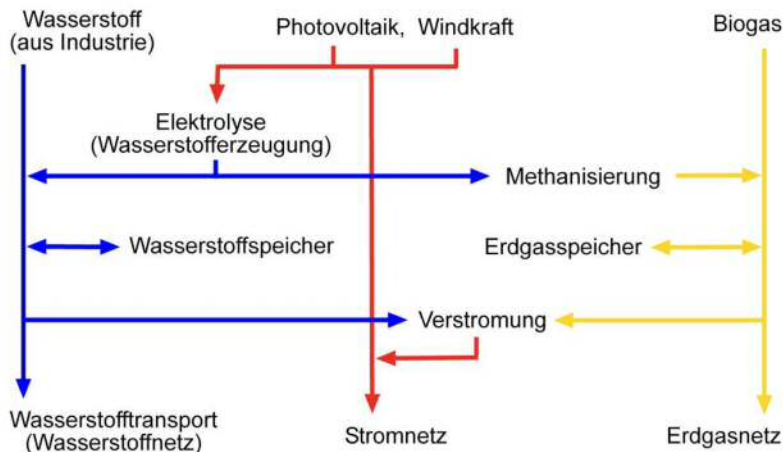 Wasserstoff
(aus Industrie)
Photovoltaik, Windkraft
Biogas
Elektrolyse
(Wasserstofferzeugung)
Methanisierung
Wasserstoffspeicher
Erdgasspeicher
Verstromung
Wasserstofftransport
(Wasserstoffnetz)
Stromnetz
Erdgasnetz